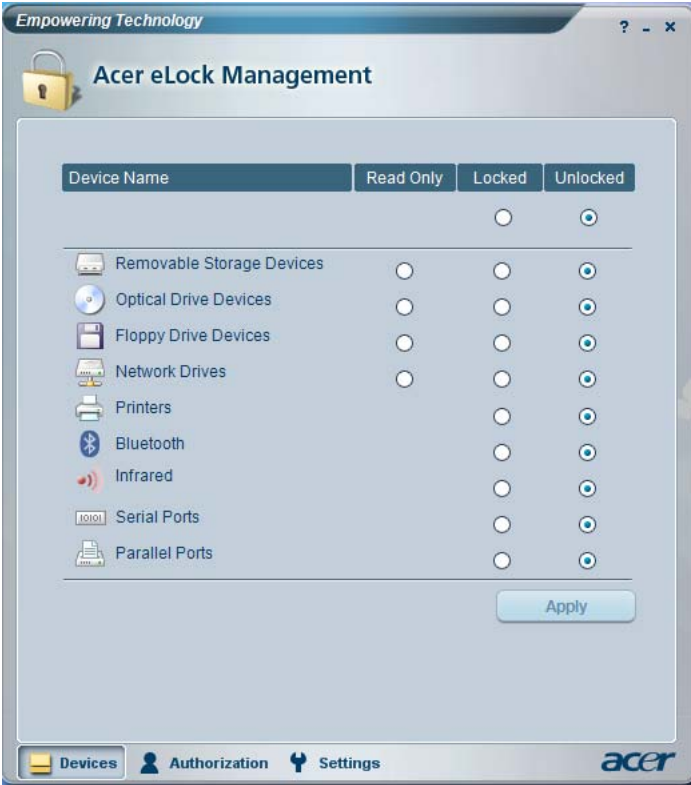 Empowering Technology
? - x
Acer eLock Management
Device Name Read Only Locked Unlocked
Removable Storage Devices
Optical Drive Devices
Floppy Drive Devices
Network Drives
Printers
Bluetooth
Infrared
10101 Serial Ports
Parallel Ports
Apply
Devices Authorization Settings acer